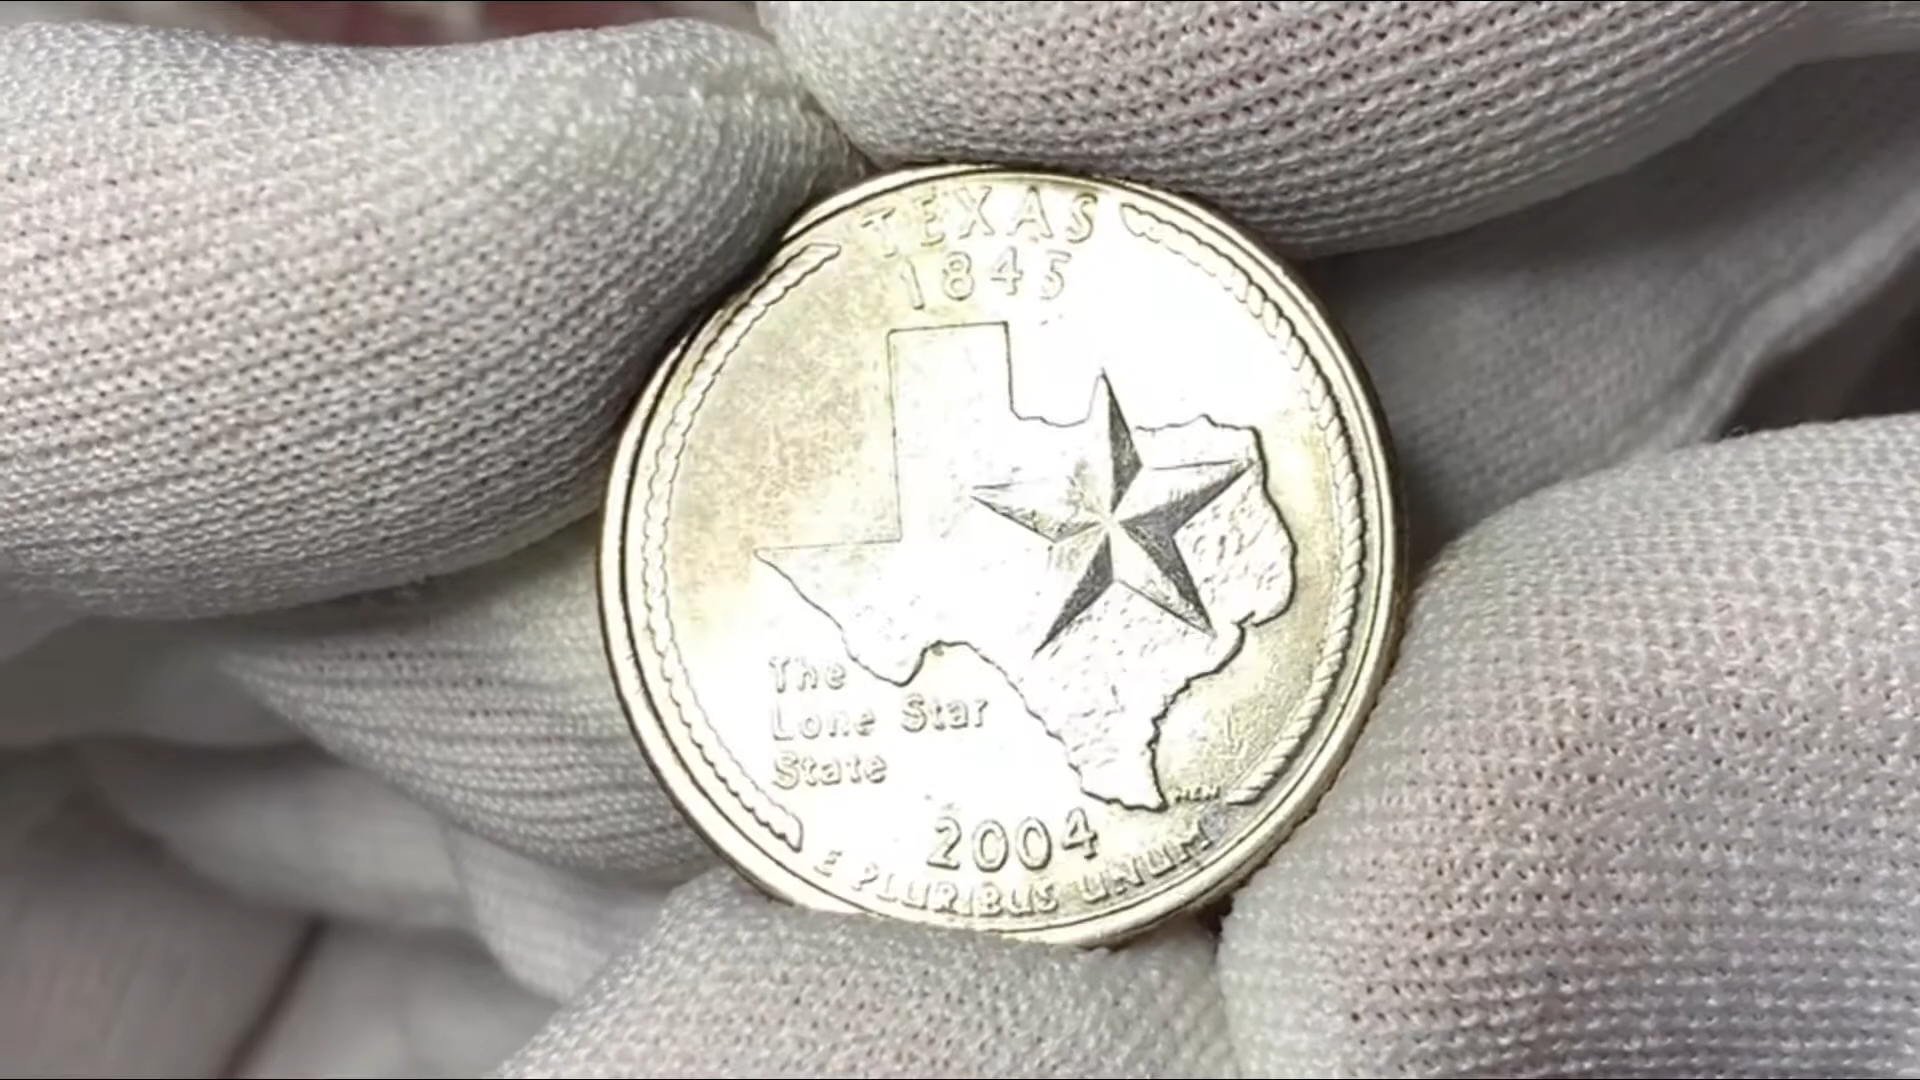 TEXAS
1845
The
Lone Star
State
2004
E PLURIBUS UNUM